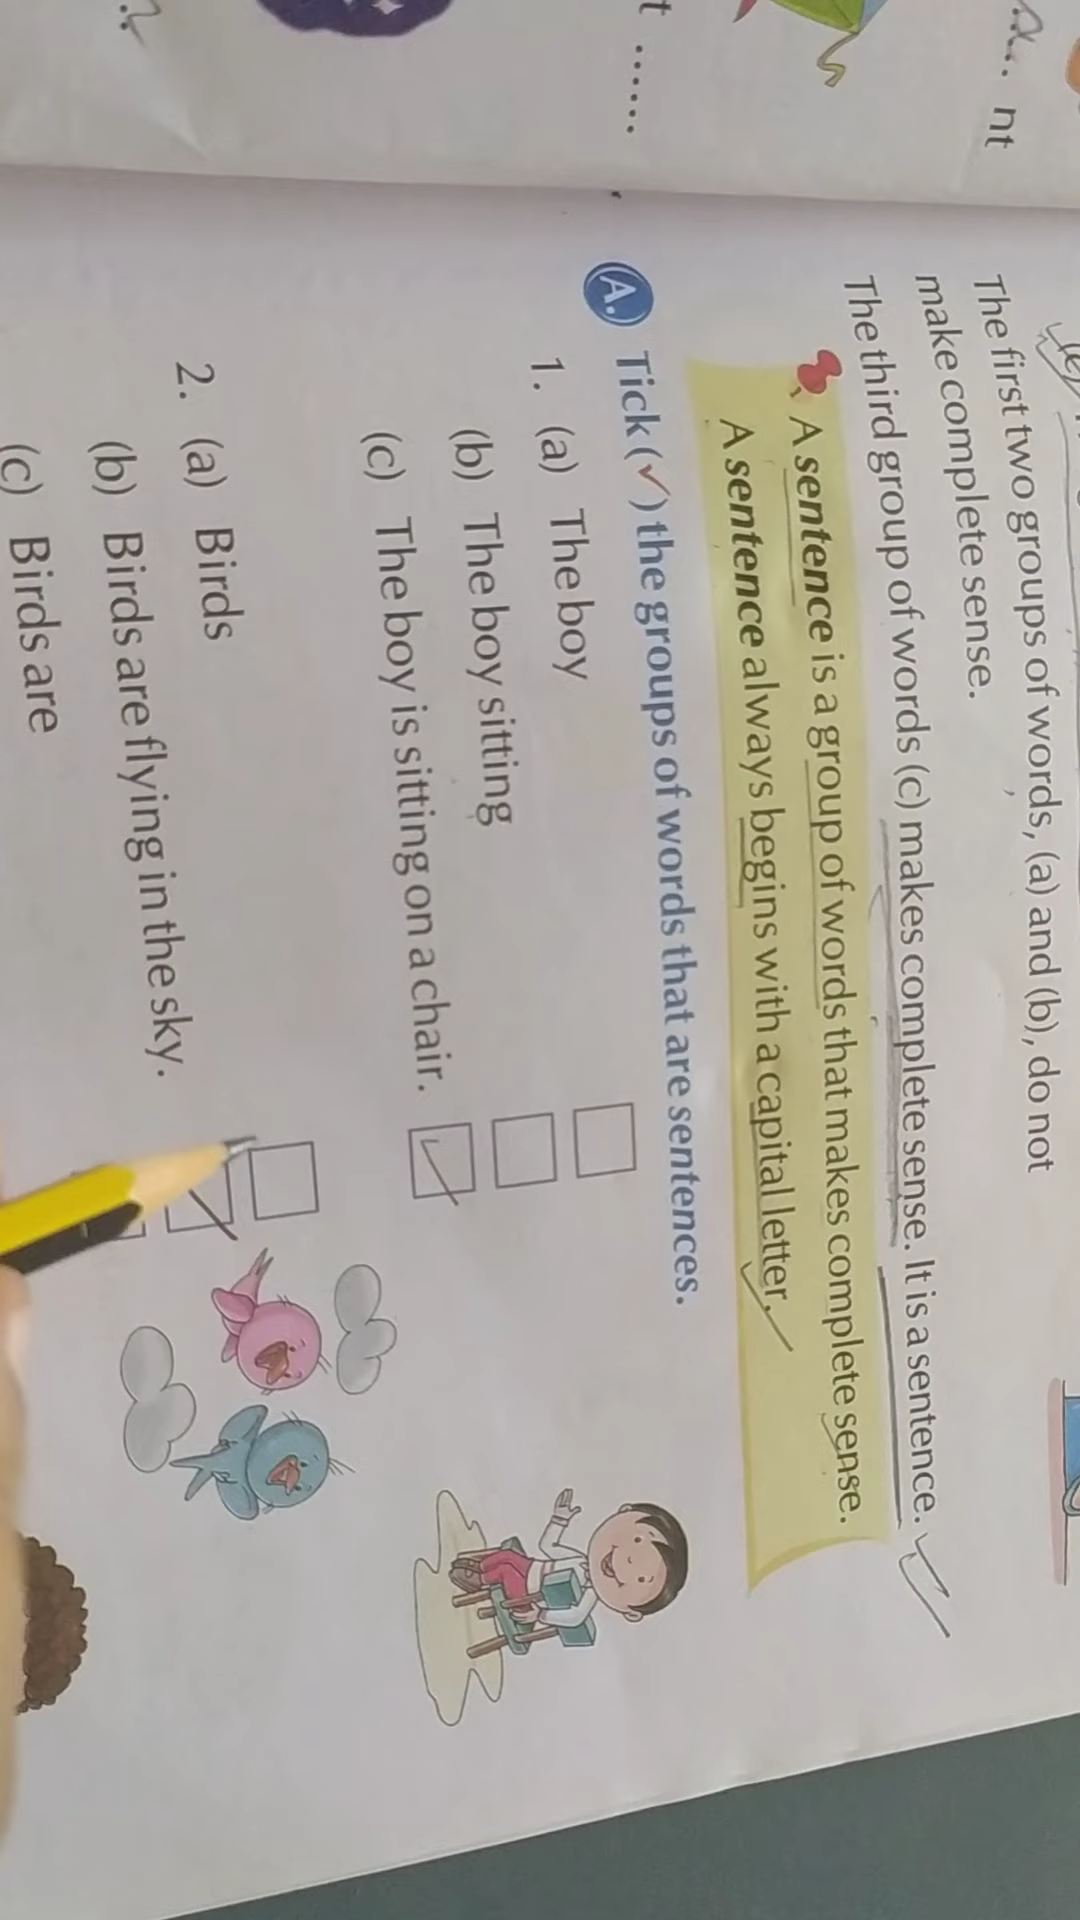 t ......
nt
The first two groups of words, (a) and (b), do not
make complete sense.
The third group of words (c) makes complete sense. It is a sentence.
A sentence is a group of words that makes complete sense.
A sentence always begins with a capital letter.
A. Tick (✓) the groups of words that are sentences.
1. (a) The boy
(b) The boy sitting
(c) The boy is sitting on a chair.
2. (a) Birds
(b) Birds are flying in the sky.
(c) Birds are